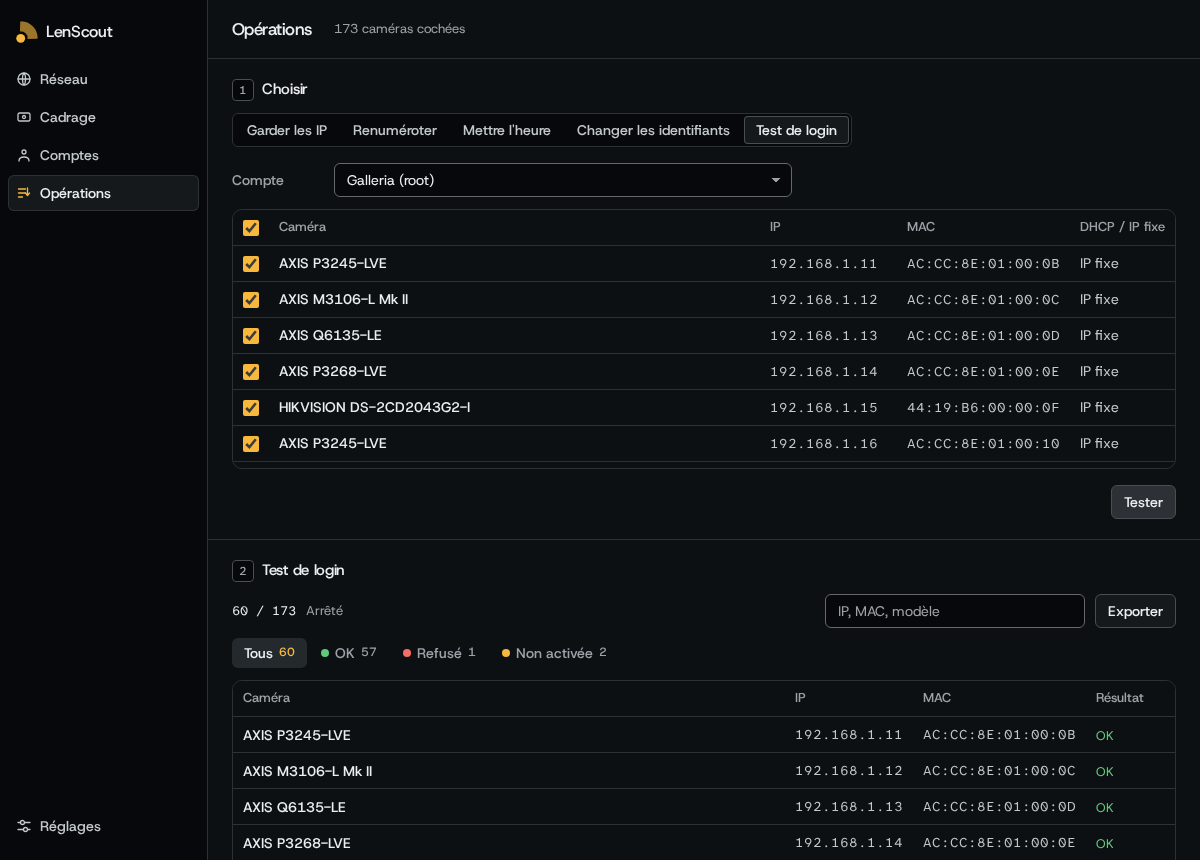 LenScout
Réseau
Cadrage
Comptes
Opérations
Réglages
Opérations 173 caméras cochées
1 Choisir
Garder les IP Renuméroter Mettre l'heure Changer les identifiants Test de login
Compte Galleria (root)
Caméra IP MAC DHCP / IP fixe
AXIS P3245-LVE 192.168.1.11 AC:CC:8E:01:00:0B IP fixe
AXIS M3106-L Mk II 192.168.1.12 AC:CC:8E:01:00:0C IP fixe
AXIS Q6135-LE 192.168.1.13 AC:CC:8E:01:00:0D IP fixe
AXIS P3268-LVE 192.168.1.14 AC:CC:8E:01:00:0E IP fixe
HIKVISION DS-2CD2043G2-I 192.168.1.15 44:19:B6:00:00:0F IP fixe
AXIS P3245-LVE 192.168.1.16 AC:CC:8E:01:00:10 IP fixe
Tester
2 Test de login
60 / 173 Arrêté IP, MAC, modèle Exporter
Tous 60 OK 57 Refusé 1 Non activée 2
Caméra IP MAC Résultat
AXIS P3245-LVE 192.168.1.11 AC:CC:8E:01:00:0B OK
AXIS M3106-L Mk II 192.168.1.12 AC:CC:8E:01:00:0C OK
AXIS Q6135-LE 192.168.1.13 AC:CC:8E:01:00:0D OK
AXIS P3268-LVE 192.168.1.14 AC:CC:8E:01:00:0E OK